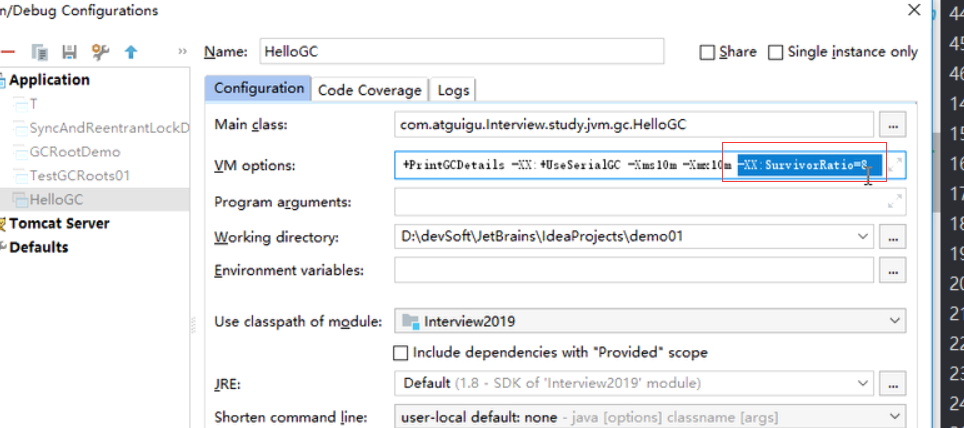 n/Debug Configurations
Name: HelloGC
Share
Single instance only
Application
T
SyncAndReentrantLockD
GCRootDemo
TestGCRoots01
HelloGC
Tomcat Server
Defaults
Configuration
Code Coverage
Logs
Main class: com.atguigu.Interview.study.jvm.gc.HelloGC ...
VM options: +PrintGCDetails -XX:+UseSerialGC -Xms10m -Xmx10m -XX:SurvivorRatio=8
Program arguments:
Working directory: D:\devSoft\JetBrains\IdeaProjects\demo01 ...
Environment variables: ...
Use classpath of module: Interview2019
Include dependencies with "Provided" scope
JRE: Default (1.8 - SDK of 'Interview2019' module) ...
Shorten command line: user-local default: none - java [options] classname [args]
44
45
46
14
15
16
17
18
19
20
21
22
23
24